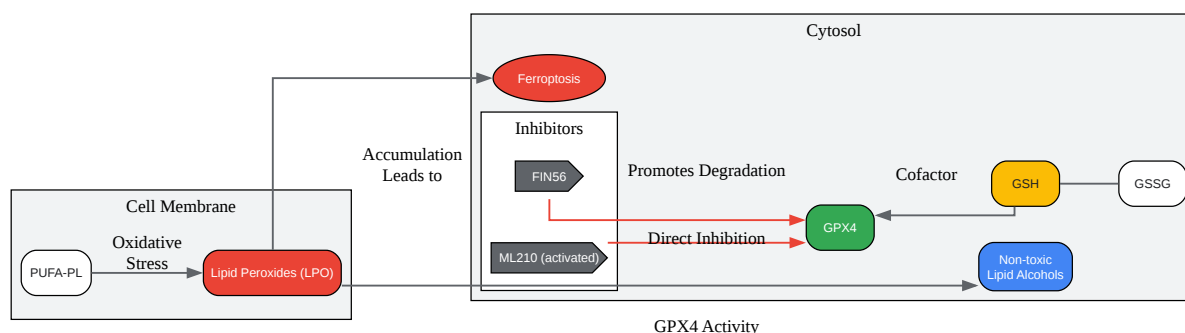 Cytosol
Ferroptosis
Inhibitors
Accumulation
Leads to
FIN56
Promotes Degradation
Cofactor
GSH
GSSG
Cell Membrane
GPX4
Oxidative
Stress
Direct Inhibition
ML210 (activated)
PUFA-PL
Lipid Peroxides (LPO)
Non-toxic
Lipid Alcohols
GPX4 Activity